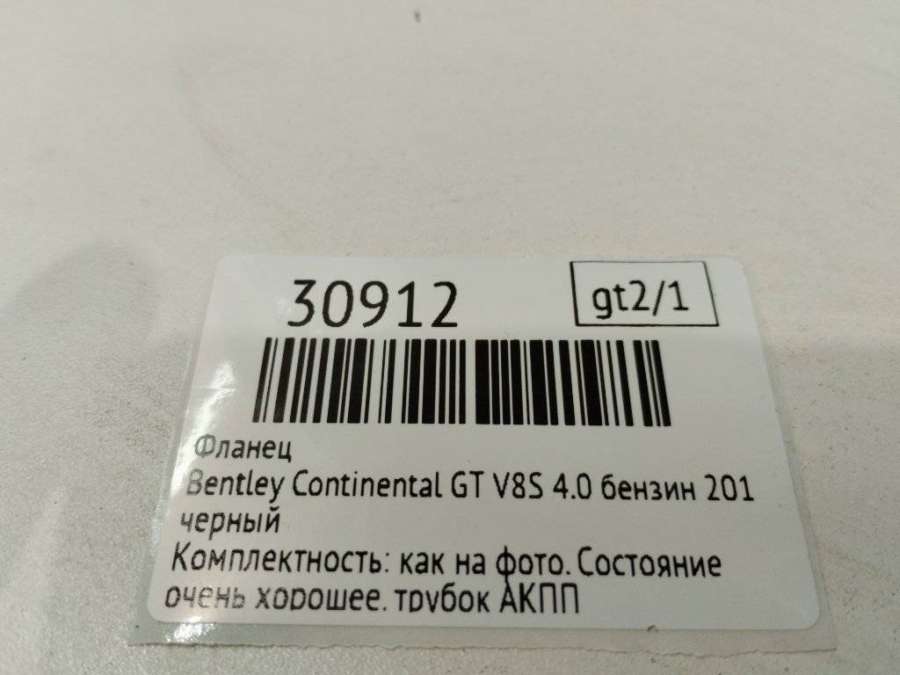 30912
gt2/1
Фланец
Bentley Continental GT V8S 4.0 бензин 201
черный
Комплектность: как на фото. Состояние
очень хорошее. трубок АКПП